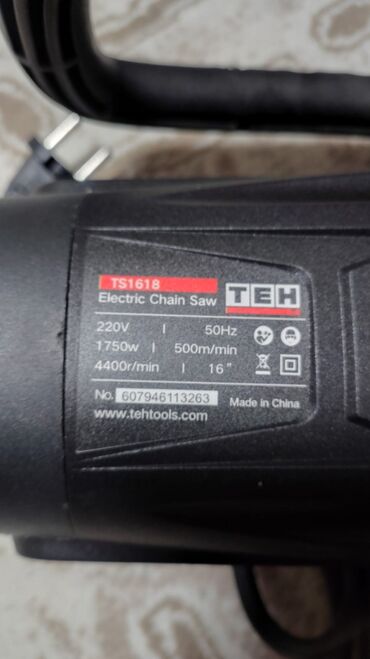 TS1618
Electric Chain Saw TEH
220V | 50Hz
1750w | 500m/min
4400r/min | 16"
No. 607946113263 Made in China
www.tehtools.com